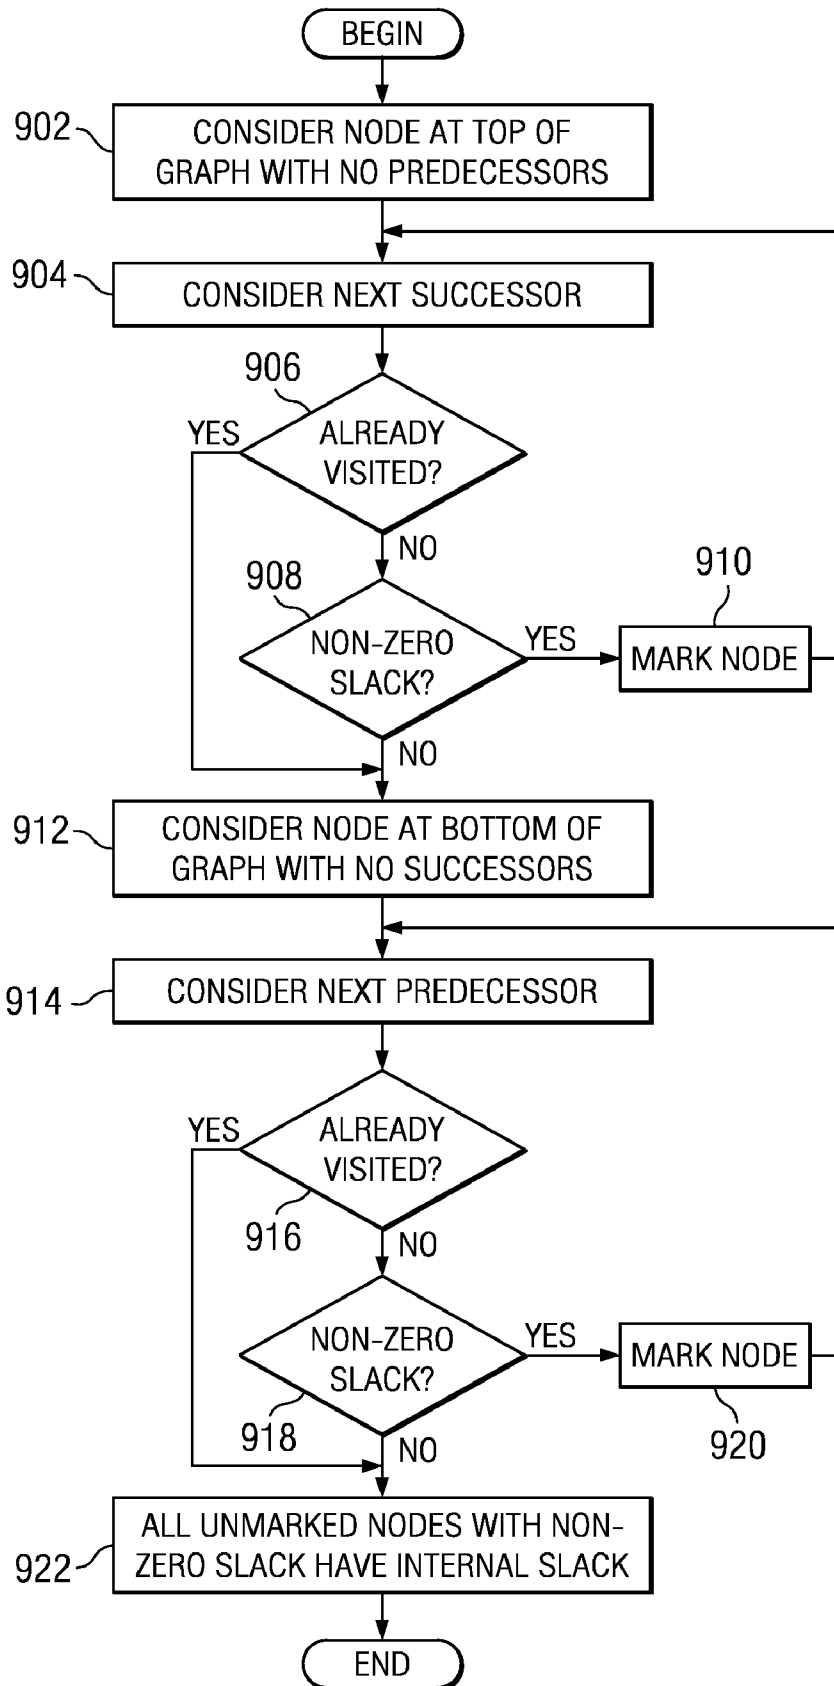 BEGIN
902
CONSIDER NODE AT TOP OF
GRAPH WITH NO PREDECESSORS
904
CONSIDER NEXT SUCCESSOR
906
YES
ALREADY
VISITED?
NO
908
NON-ZERO
SLACK?
YES
910
MARK NODE
NO
912
CONSIDER NODE AT BOTTOM OF
GRAPH WITH NO SUCCESSORS
914
CONSIDER NEXT PREDECESSOR
YES
ALREADY
VISITED?
916
NO
NON-ZERO
SLACK?
YES
MARK NODE
918
920
NO
922
ALL UNMARKED NODES WITH NON-
ZERO SLACK HAVE INTERNAL SLACK
END